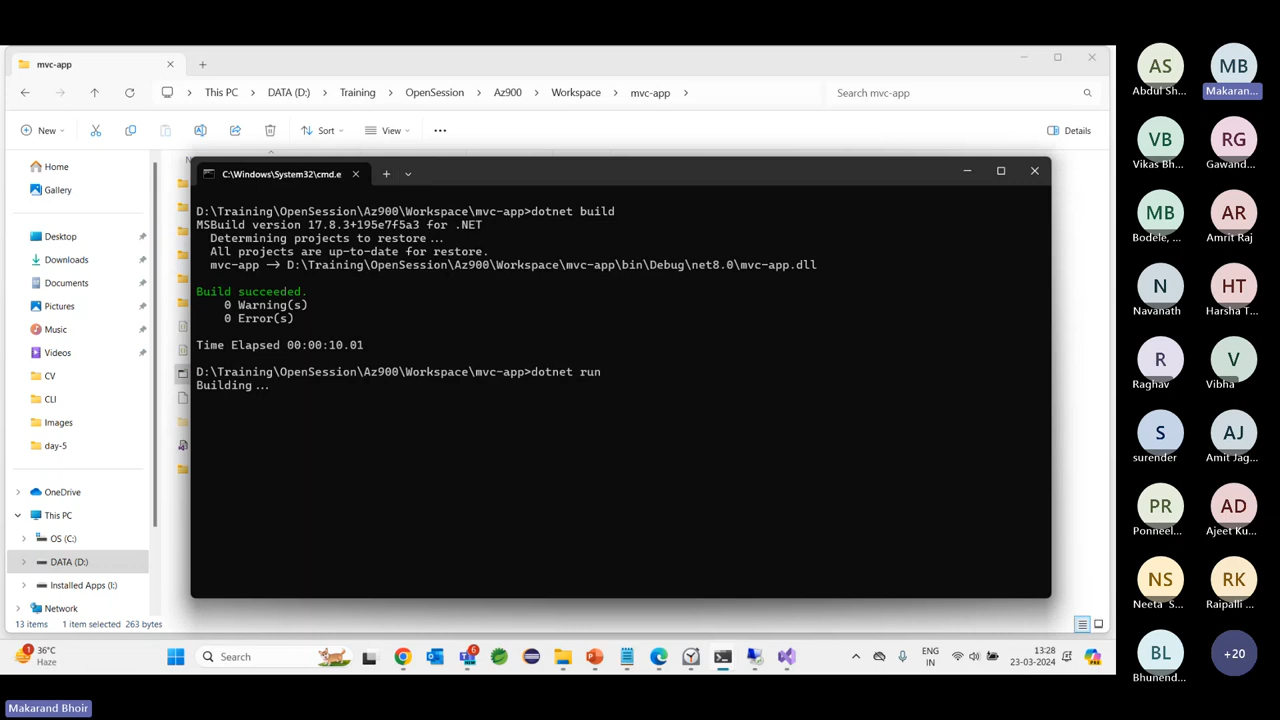 mvc-app
This PC
DATA (D:)
Training
OpenSession
Az900
Workspace
mvc-app
Search mvc-app
New
Sort
View
Details
Home
Gallery
Desktop
Downloads
Documents
Pictures
Music
Videos
CV
CLI
Images
day-5
OneDrive
This PC
OS (C:)
DATA (D:)
Installed Apps (I:)
Network
13 items 1 item selected 263 bytes
C:\Windows\System32\cmd.e
D:\Training\OpenSession\Az900\Workspace\mvc-app>dotnet build
MSBuild version 17.8.3+195e7f5a3 for .NET
Determining projects to restore...
All projects are up-to-date for restore.
mvc-app -> D:\Training\OpenSession\Az900\Workspace\mvc-app\bin\Debug\net8.0\mvc-app.dll
Build succeeded.
0 Warning(s)
0 Error(s)
Time Elapsed 00:00:10.01
D:\Training\OpenSession\Az900\Workspace\mvc-app>dotnet run
Building...
1
36°C
Haze
Search
6
NEW
ENG
IN
13:28
23-03-2024
AS
Abdul Sh...
MB
Makaran...
VB
Vikas Bh...
RG
Gawand...
MB
Bodele, ...
AR
Amrit Raj
N
Navanath
HT
Harsha T...
R
Raghav
V
Vibha
S
surender
AJ
Amit Jag...
PR
Ponneel...
AD
Ajeet Ku...
NS
Neeta S...
RK
Raipalli ...
BL
Bhunend...
+20
Makarand Bhoir